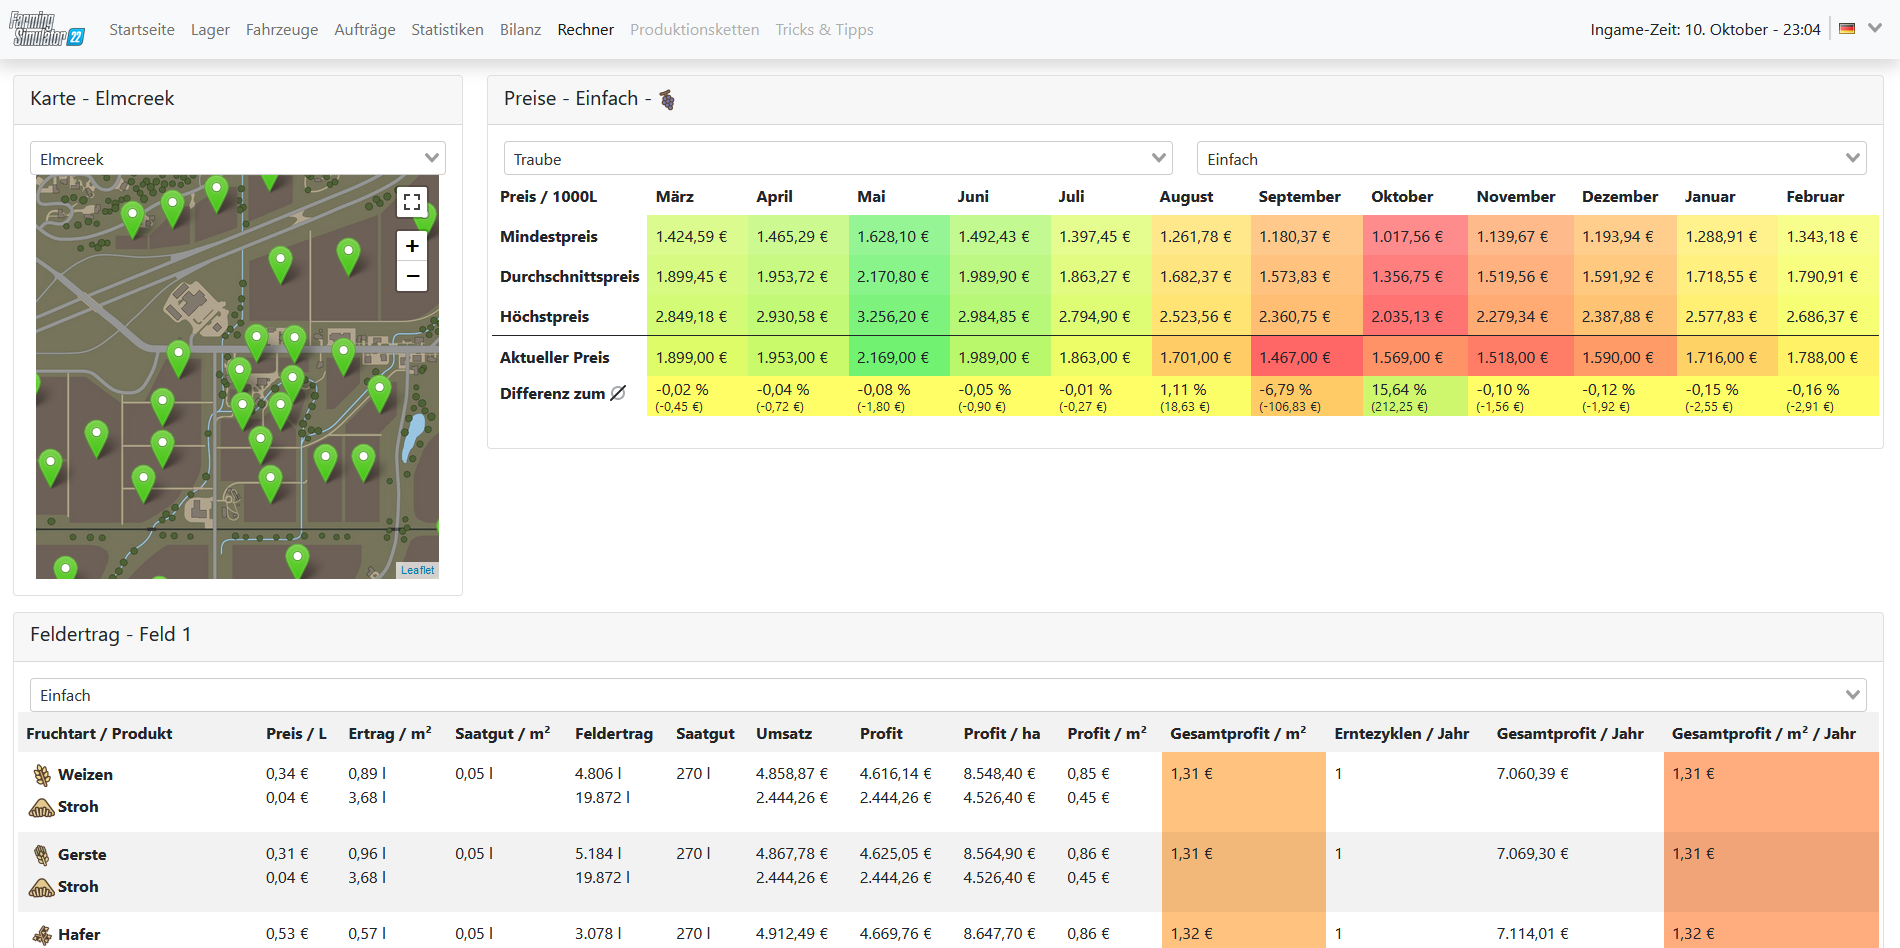 Farming Simulator 22 Startseite Lager Fahrzeuge Aufträge Statistiken Bilanz Rechner Produktionsketten Tricks & Tipps Ingame-Zeit: 10. Oktober - 23:04
Karte - Elmcreek
Elmcreek
+
−
Leaflet
Preise - Einfach -
Traube Einfach
Preis / 1000L März April Mai Juni Juli August September Oktober November Dezember Januar Februar
Mindestpreis 1.424,59 € 1.465,29 € 1.628,10 € 1.492,43 € 1.397,45 € 1.261,78 € 1.180,37 € 1.017,56 € 1.139,67 € 1.193,94 € 1.288,91 € 1.343,18 €
Durchschnittspreis 1.899,45 € 1.953,72 € 2.170,80 € 1.989,90 € 1.863,27 € 1.682,37 € 1.573,83 € 1.356,75 € 1.519,56 € 1.591,92 € 1.718,55 € 1.790,91 €
Höchstpreis 2.849,18 € 2.930,58 € 3.256,20 € 2.984,85 € 2.794,90 € 2.523,56 € 2.360,75 € 2.035,13 € 2.279,34 € 2.387,88 € 2.577,83 € 2.686,37 €
Aktueller Preis 1.899,00 € 1.953,00 € 2.169,00 € 1.989,00 € 1.863,00 € 1.701,00 € 1.467,00 € 1.569,00 € 1.518,00 € 1.590,00 € 1.716,00 € 1.788,00 €
Differenz zum Ø -0,02 % -0,04 % -0,08 % -0,05 % -0,01 % 1,11 % -6,79 % 15,64 % -0,10 % -0,12 % -0,15 % -0,16 %
(-0,45 €) (-0,72 €) (-1,80 €) (-0,90 €) (-0,27 €) (18,63 €) (-106,83 €) (212,25 €) (-1,56 €) (-1,92 €) (-2,55 €) (-2,91 €)
Feldertrag - Feld 1
Einfach
Fruchtart / Produkt Preis / L Ertrag / m² Saatgut / m² Feldertrag Saatgut Umsatz Profit Profit / ha Profit / m² Gesamtprofit / m² Erntezyklen / Jahr Gesamtprofit / Jahr Gesamtprofit / m² / Jahr
Weizen 0,34 € 0,89 l 0,05 l 4.806 l 270 l 4.858,87 € 4.616,14 € 8.548,40 € 0,85 € 1,31 € 1 7.060,39 € 1,31 €
Stroh 0,04 € 3,68 l 19.872 l 2.444,26 € 2.444,26 € 4.526,40 € 0,45 €
Gerste 0,31 € 0,96 l 0,05 l 5.184 l 270 l 4.867,78 € 4.625,05 € 8.564,90 € 0,86 € 1,31 € 1 7.069,30 € 1,31 €
Stroh 0,04 € 3,68 l 19.872 l 2.444,26 € 2.444,26 € 4.526,40 € 0,45 €
Hafer 0,53 € 0,57 l 0,05 l 3.078 l 270 l 4.912,49 € 4.669,76 € 8.647,70 € 0,86 € 1,32 € 1 7.114,01 € 1,32 €